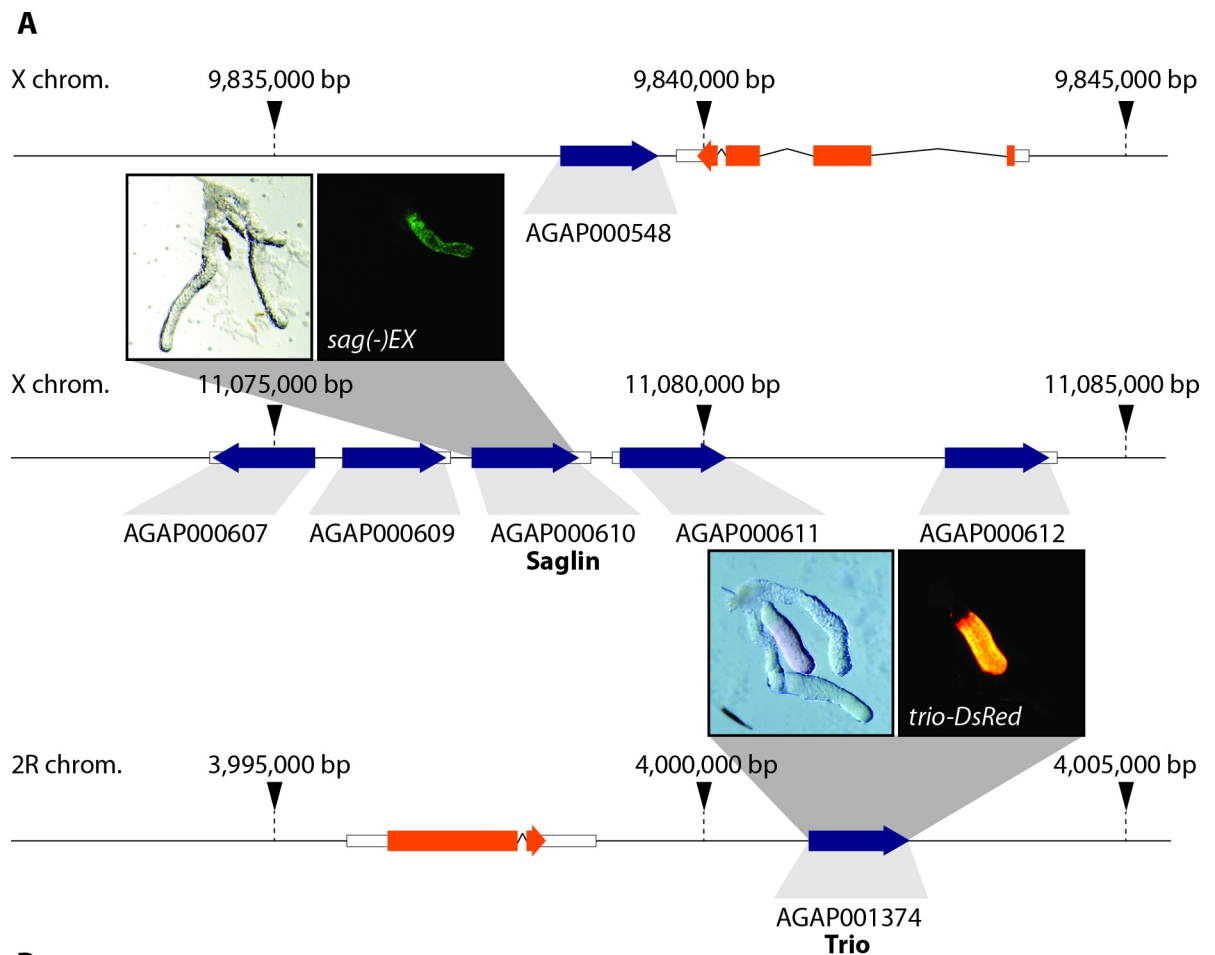 A
X chrom. 9,835,000 bp 9,840,000 bp 9,845,000 bp
AGAP000548
sag(-)EX
X chrom. 11,075,000 bp 11,080,000 bp 11,085,000 bp
AGAP000607 AGAP000609 AGAP000610 AGAP000611 AGAP000612
Saglin
trio-DsRed
2R chrom. 3,995,000 bp 4,000,000 bp 4,005,000 bp
AGAP001374
Trio